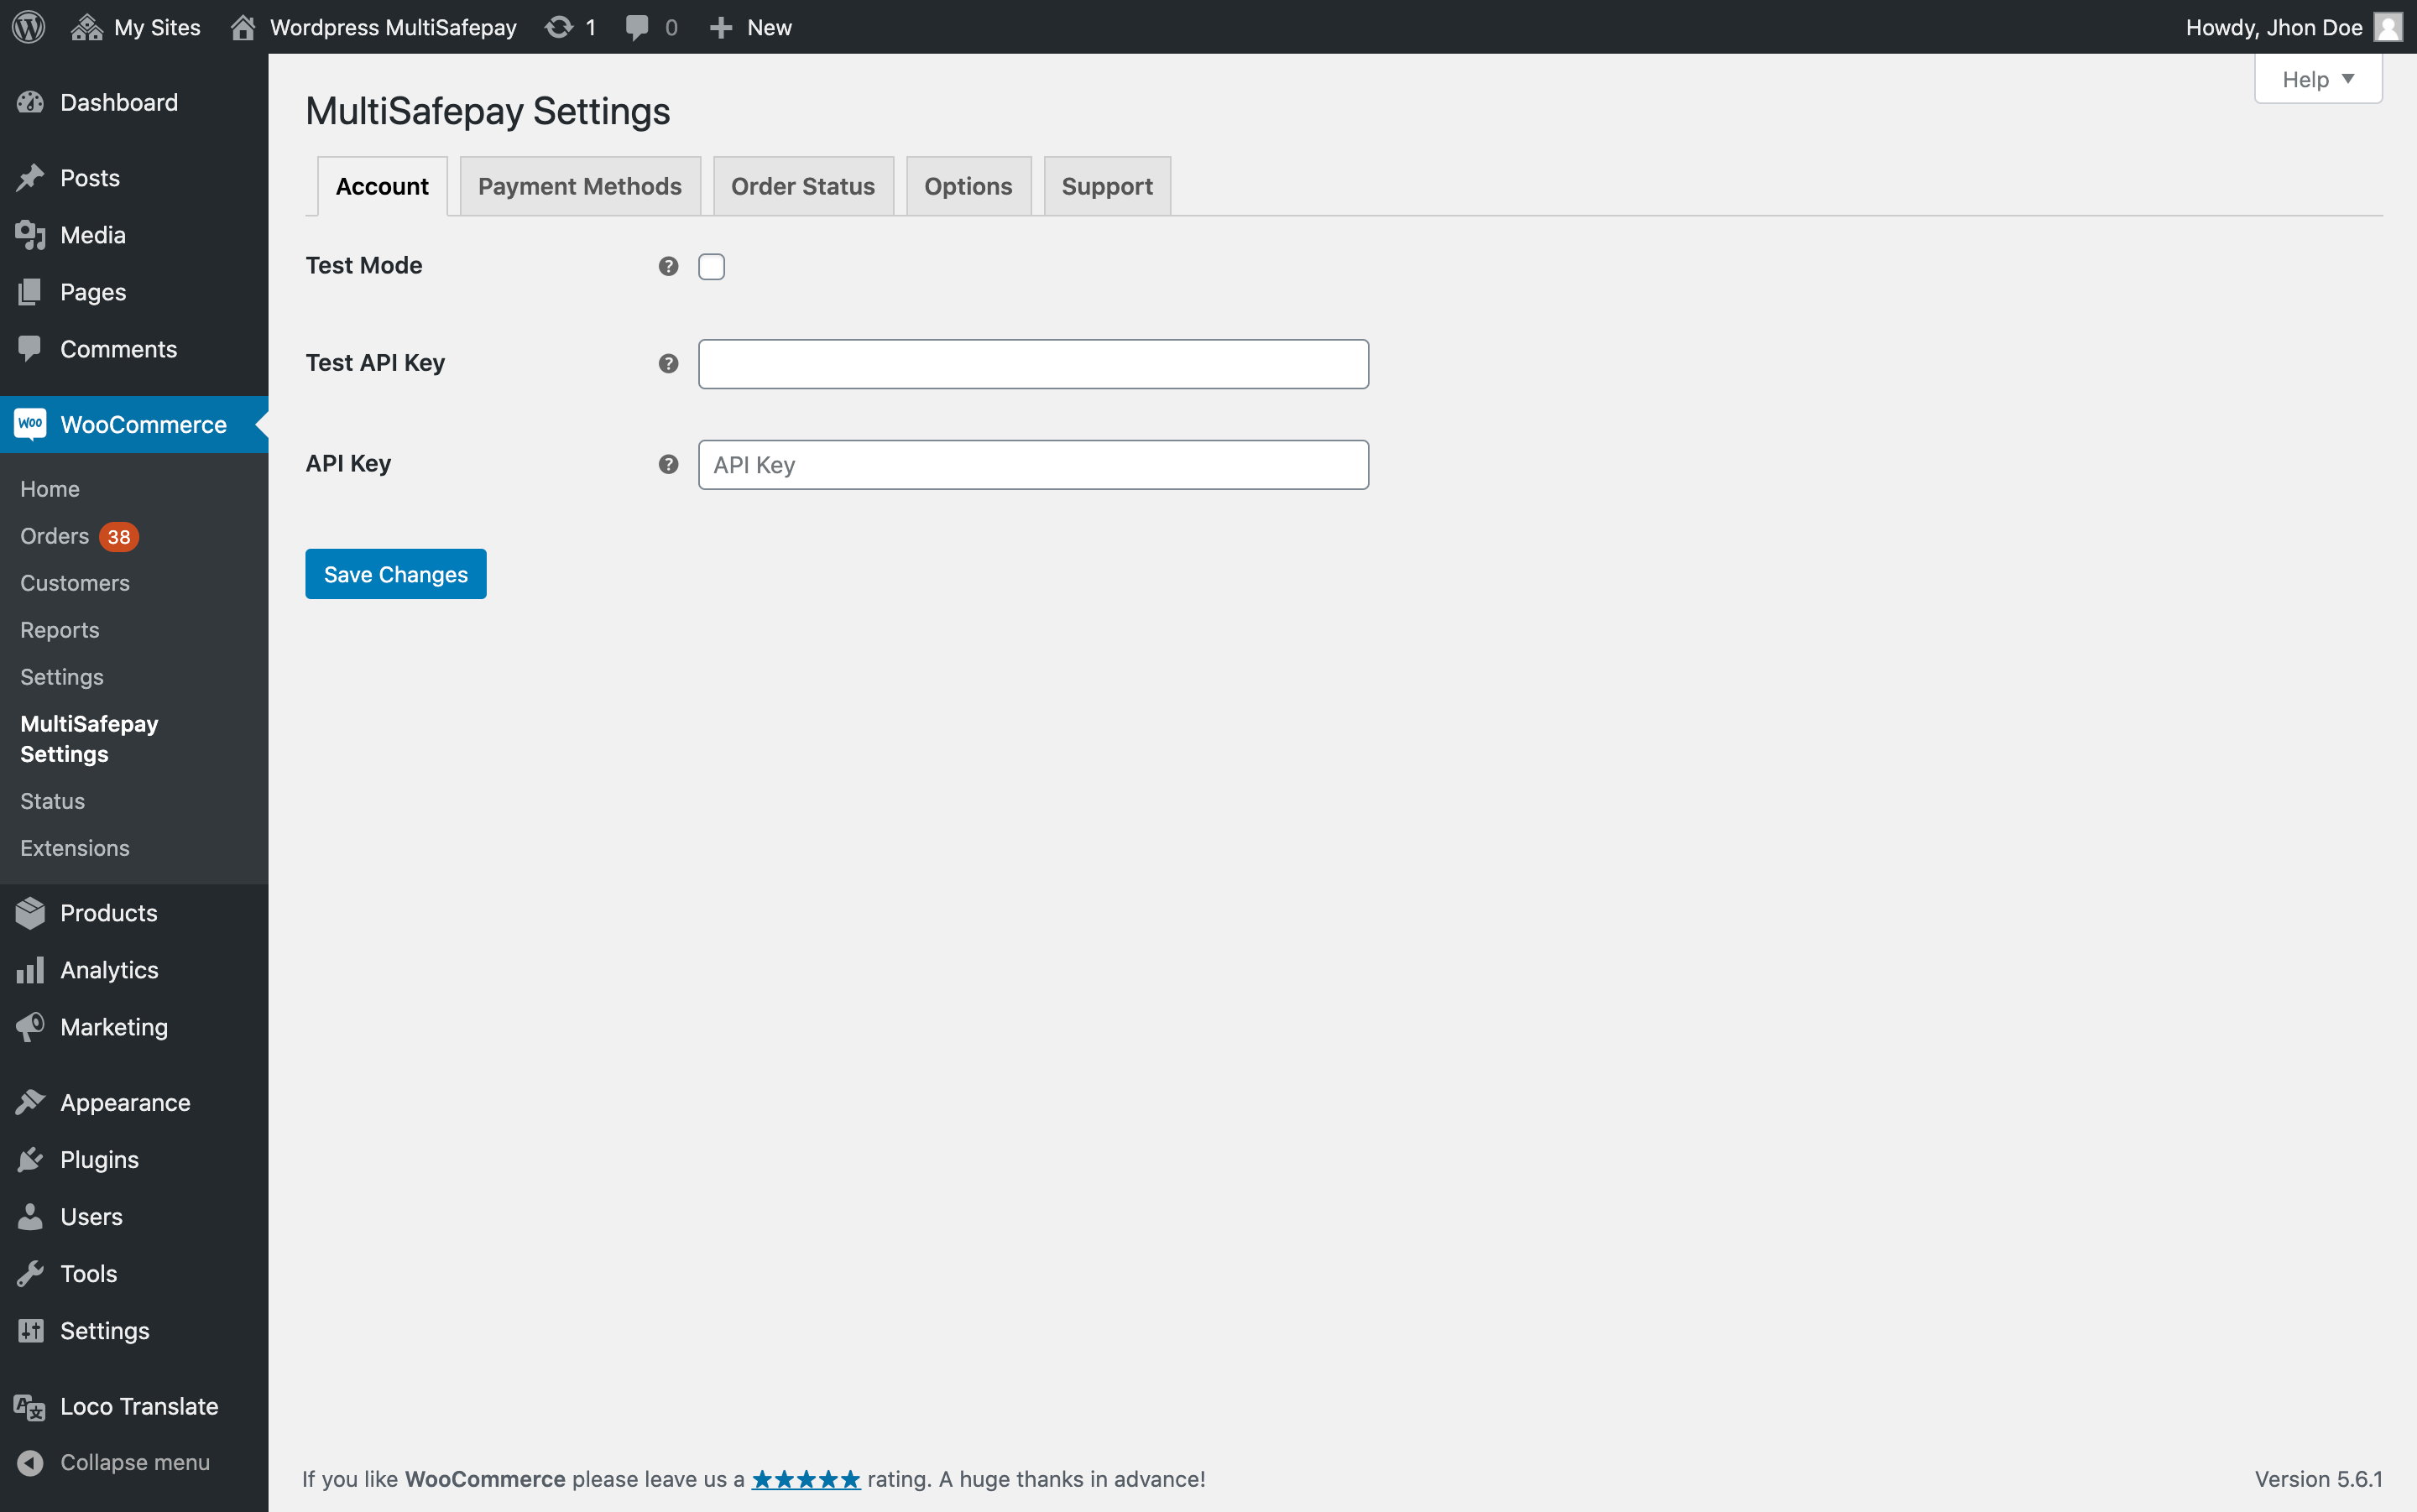 My Sites
Wordpress MultiSafepay
1
0
New
Howdy, Jhon Doe
Help
Dashboard
Posts
Media
Pages
Comments
Woo WooCommerce
Home
Orders 38
Customers
Reports
Settings
MultiSafepay
Settings
Status
Extensions
Products
Analytics
Marketing
Appearance
Plugins
Users
Tools
Settings
Loco Translate
Collapse menu
MultiSafepay Settings
Account
Payment Methods
Order Status
Options
Support
Test Mode ?
Test API Key ?
API Key ? API Key
Save Changes
If you like WooCommerce please leave us a ★★★★★ rating. A huge thanks in advance!
Version 5.6.1